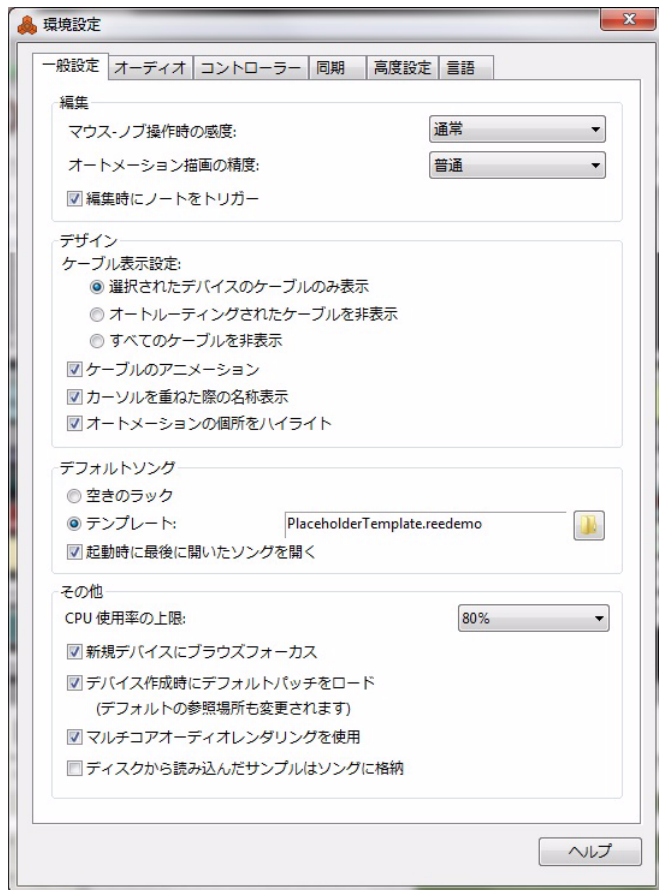 環境設定
一般設定 オーディオ コントローラー 同期 高度設定 言語
編集
マウス-ノブ操作時の感度: 通常
オートメーション描画の精度: 普通
編集時にノートをトリガー
デザイン
ケーブル表示設定:
選択されたデバイスのケーブルのみ表示
オートルーティングされたケーブルを非表示
すべてのケーブルを非表示
ケーブルのアニメーション
カーソルを重ねた際の名称表示
オートメーションの個所をハイライト
デフォルトソング
空きのラック
テンプレート: PlaceholderTemplate.reedemo
起動時に最後に開いたソングを開く
その他
CPU 使用率の上限: 80%
新規デバイスにブラウズフォーカス
デバイス作成時にデフォルトパッチをロード
(デフォルトの参照場所も変更されます)
マルチコアオーディオレンダリングを使用
ディスクから読み込んだサンプルはソングに格納
ヘルプ